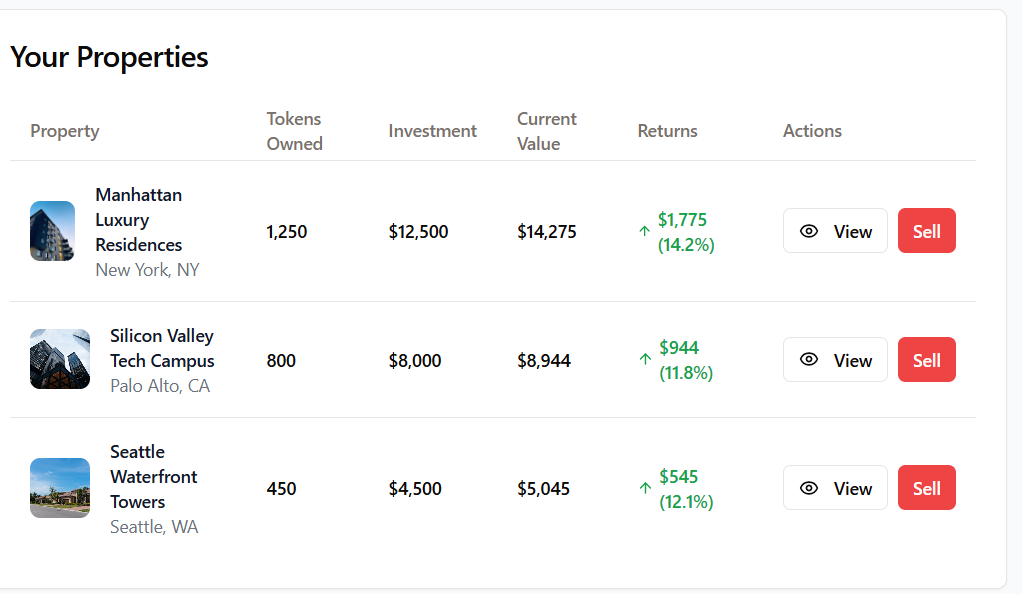 Your Properties
Property
Tokens
Owned
Investment
Current
Value
Returns
Actions
Manhattan
Luxury
Residences
New York, NY
1,250
$12,500
$14,275
$1,775
(14.2%)
View
Sell
Silicon Valley
Tech Campus
Palo Alto, CA
800
$8,000
$8,944
$944
(11.8%)
View
Sell
Seattle
Waterfront
Towers
Seattle, WA
450
$4,500
$5,045
$545
(12.1%)
View
Sell